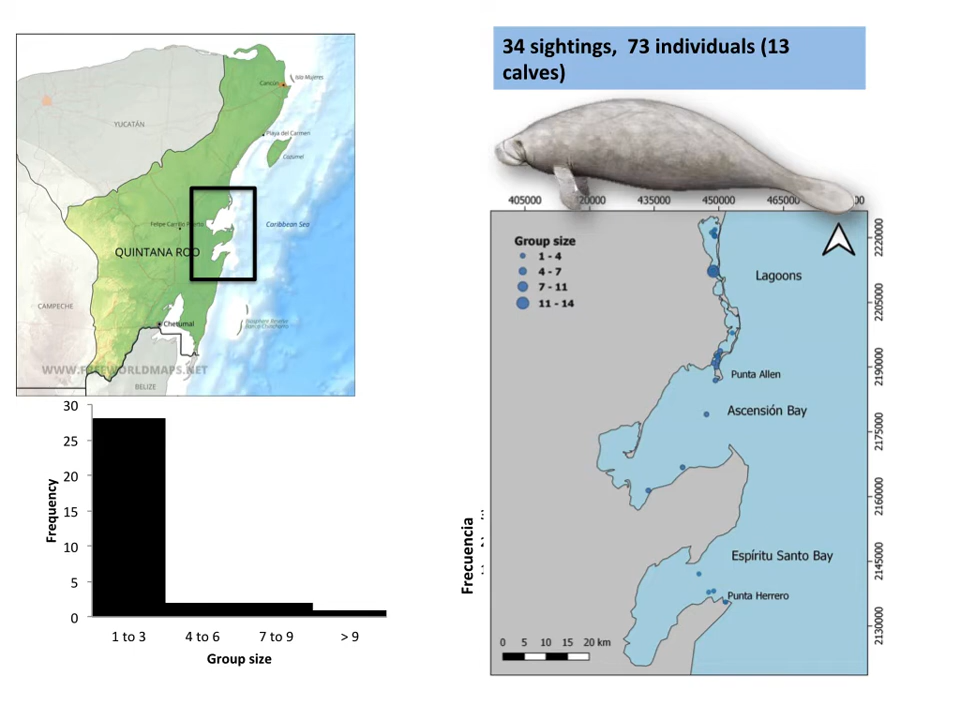 34 sightings, 73 individuals (13
calves)
Cancún
Isla Mujeres
YUCATÁN
Playa del Carmen
Cozumel
Felipe Carrillo Puerto
Caribbean Sea
QUINTANA ROO
CAMPECHE
Chetumal
BELIZE
405000
435000
450000
465000
Group size
1 - 4
4 - 7
7 - 11
11 - 14
Lagoons
Punta Allen
Ascensión Bay
Espíritu Santo Bay
Punta Herrero
0 5 10 15 20 km
2220000
2205000
2190000
2175000
2160000
2145000
2130000
30
25
20
15
10
5
0
Frequency
1 to 3 4 to 6 7 to 9 > 9
Group size
Frecuencia